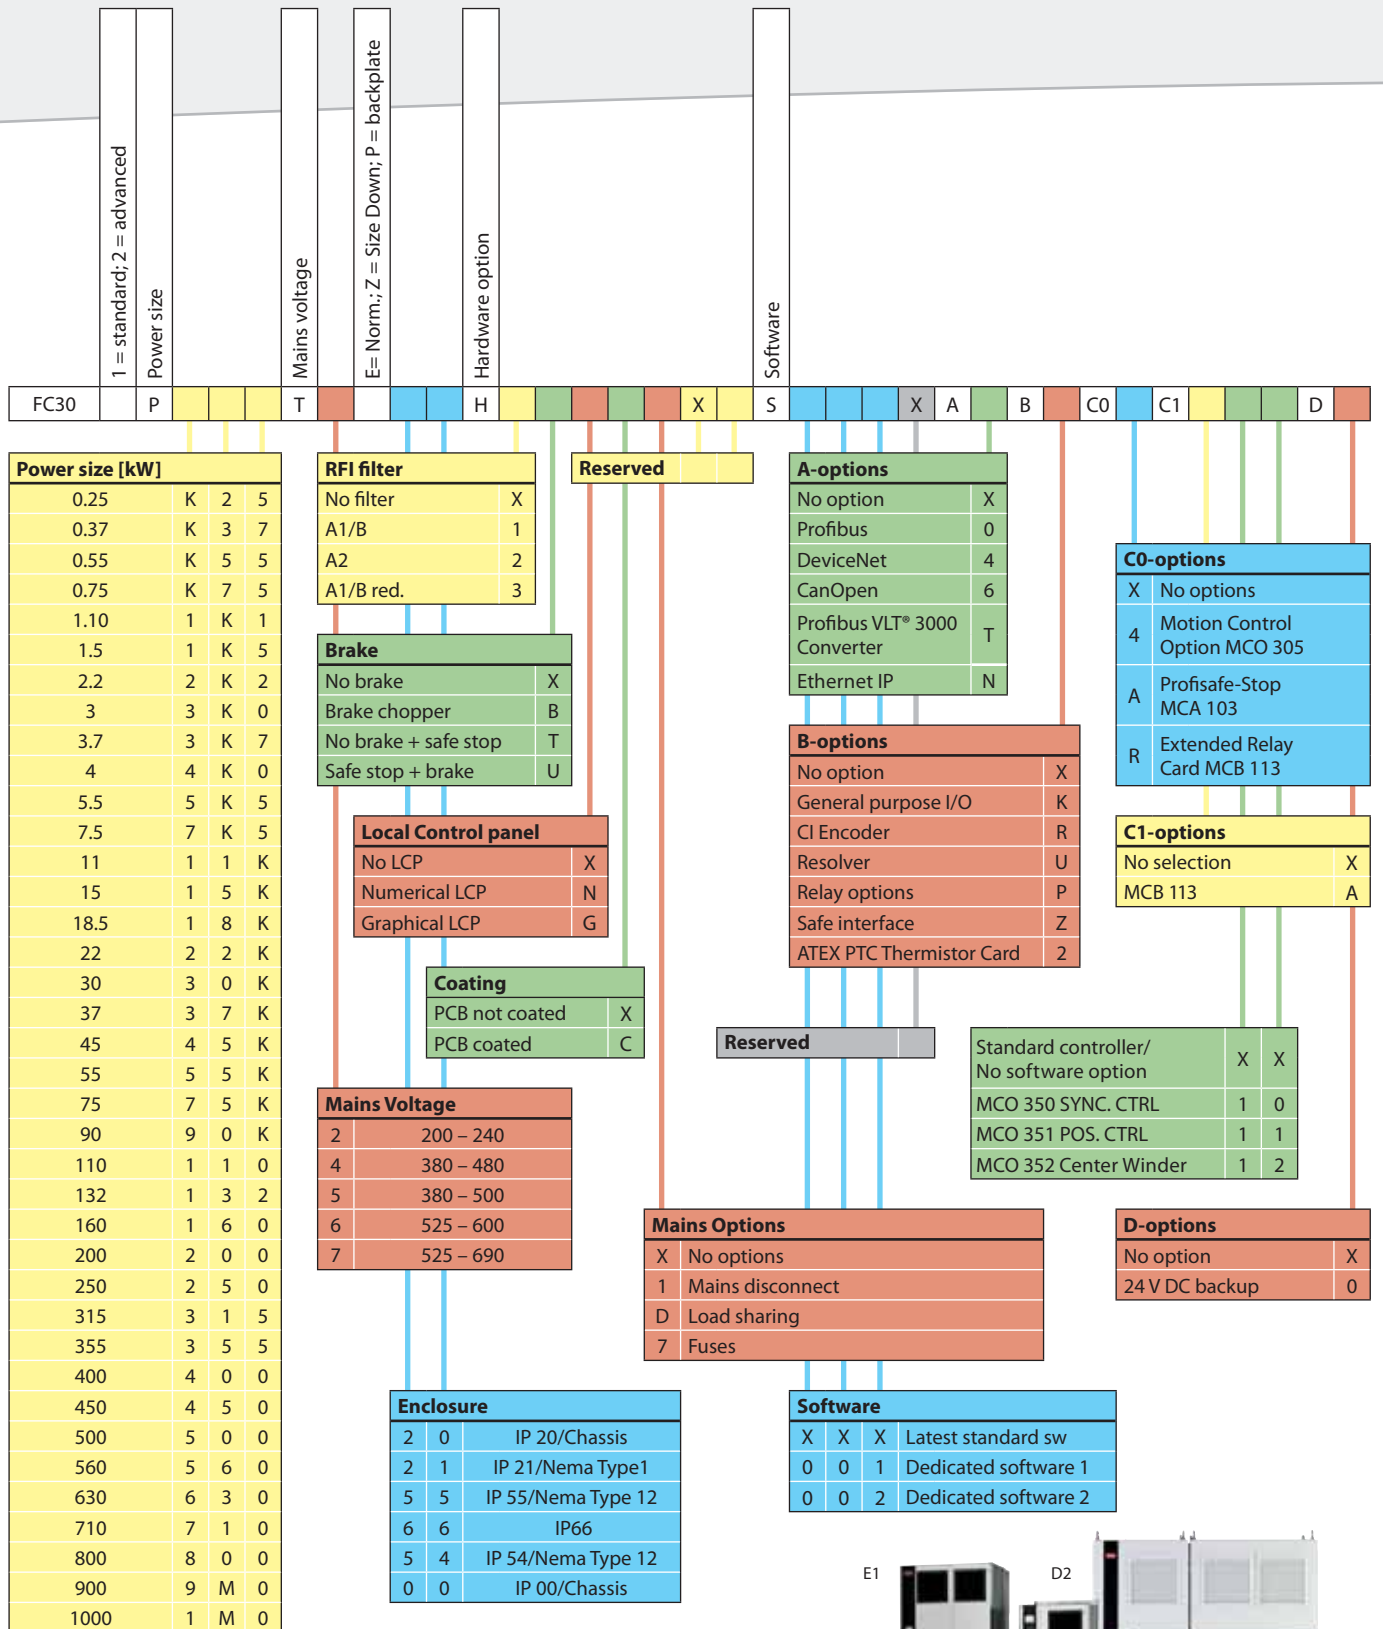 1 = standard; 2 = advanced
Power size
Mains voltage
E= Norm.; Z = Size Down; P = backplate
Hardware option
Software
FC30 P T H X S X A B C0 C1 D
Power size [kW]
0.25 K 2 5
0.37 K 3 7
0.55 K 5 5
0.75 K 7 5
1.10 1 K 1
1.5 1 K 5
2.2 2 K 2
3 3 K 0
3.7 3 K 7
4 4 K 0
5.5 5 K 5
7.5 7 K 5
11 1 1 K
15 1 5 K
18.5 1 8 K
22 2 2 K
30 3 0 K
37 3 7 K
45 4 5 K
55 5 5 K
75 7 5 K
90 9 0 K
110 1 1 0
132 1 3 2
160 1 6 0
200 2 0 0
250 2 5 0
315 3 1 5
355 3 5 5
400 4 0 0
450 4 5 0
500 5 0 0
560 5 6 0
630 6 3 0
710 7 1 0
800 8 0 0
900 9 M 0
1000 1 M 0
RFI filter
No filter X
A1/B 1
A2 2
A1/B red. 3
Brake
No brake X
Brake chopper B
No brake + safe stop T
Safe stop + brake U
Local Control panel
No LCP X
Numerical LCP N
Graphical LCP G
Coating
PCB not coated X
PCB coated C
Mains Voltage
2 200 – 240
4 380 – 480
5 380 – 500
6 525 – 600
7 525 – 690
Enclosure
2 0 IP 20/Chassis
2 1 IP 21/Nema Type1
5 5 IP 55/Nema Type 12
6 6 IP66
5 4 IP 54/Nema Type 12
0 0 IP 00/Chassis
Reserved
Mains Options
X No options
1 Mains disconnect
D Load sharing
7 Fuses
A-options
No option X
Profibus 0
DeviceNet 4
CanOpen 6
Profibus VLT® 3000
Converter T
Ethernet IP N
B-options
No option X
General purpose I/O K
CI Encoder R
Resolver U
Relay options P
Safe interface Z
ATEX PTC Thermistor Card 2
Reserved
Software
X X X Latest standard sw
0 0 1 Dedicated software 1
0 0 2 Dedicated software 2
C0-options
X No options
4 Motion Control
Option MCO 305
A Profisafe-Stop
MCA 103
R Extended Relay
Card MCB 113
C1-options
No selection X
MCB 113 A
Standard controller/
No software option X X
MCO 350 SYNC. CTRL 1 0
MCO 351 POS. CTRL 1 1
MCO 352 Center Winder 1 2
D-options
No option X
24 V DC backup 0
E1
D2